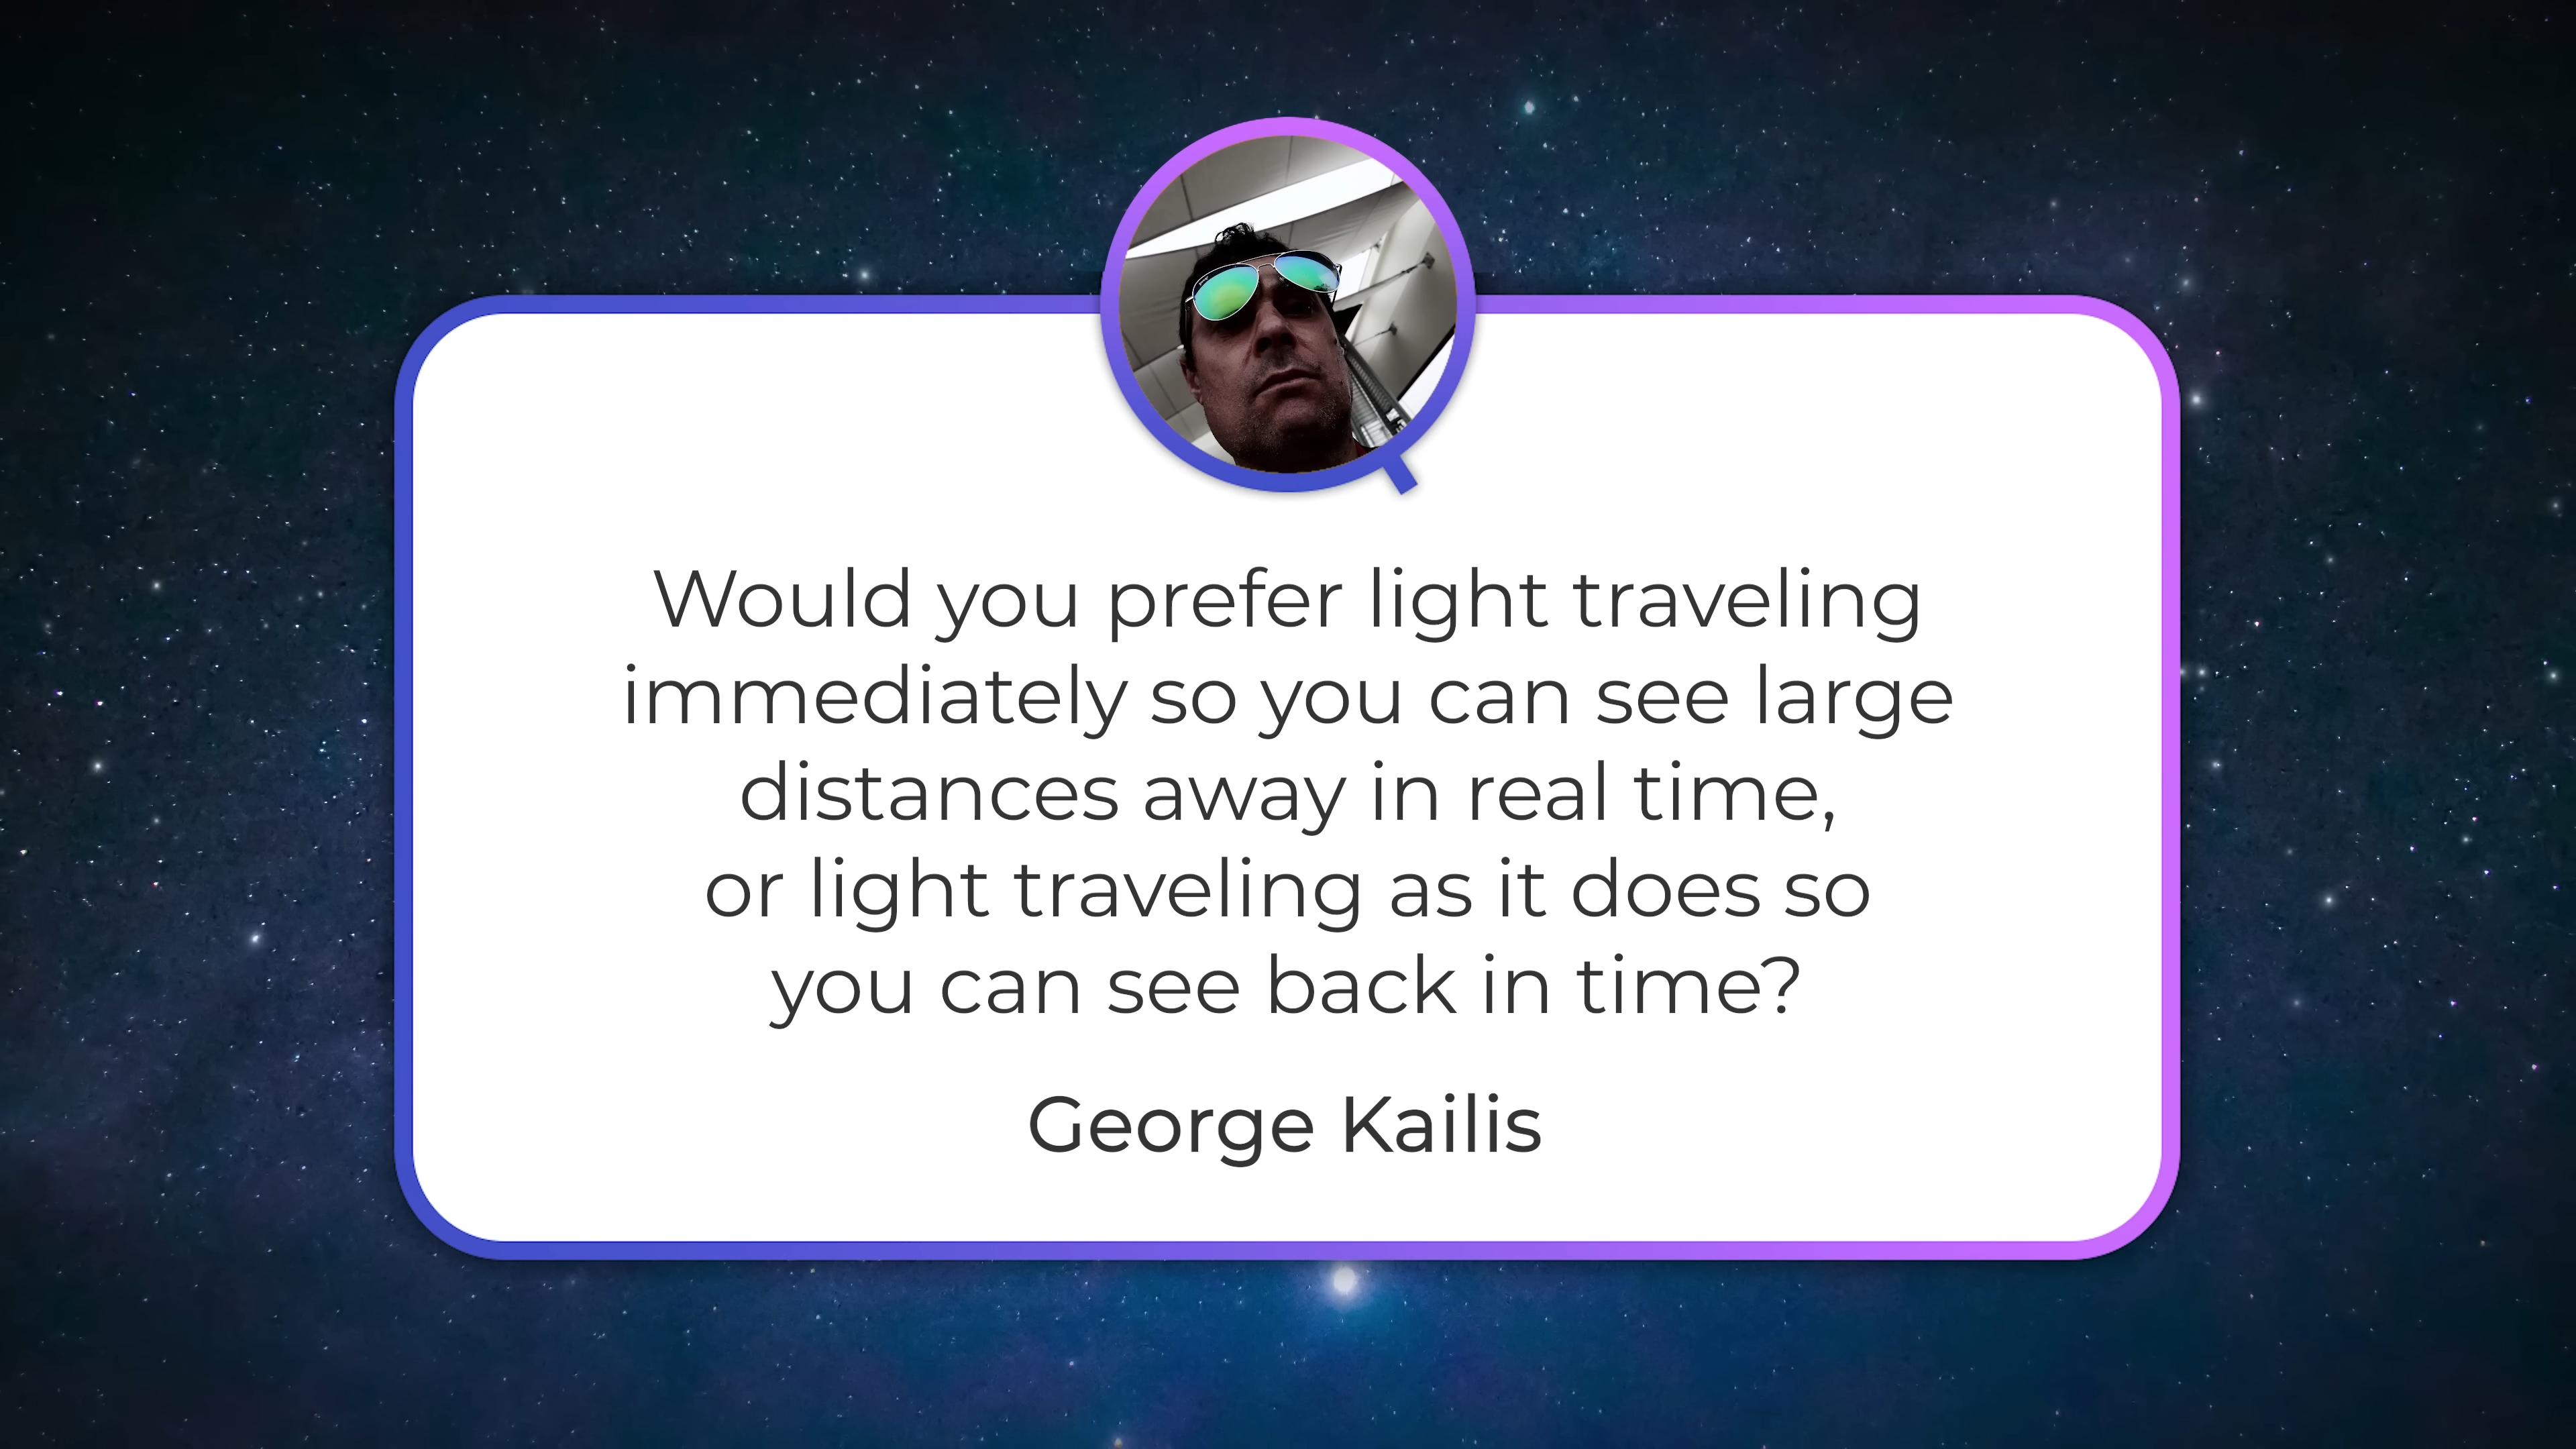 Would you prefer light traveling
immediately so you can see large
distances away in real time,
or light traveling as it does so
you can see back in time?
George Kailis